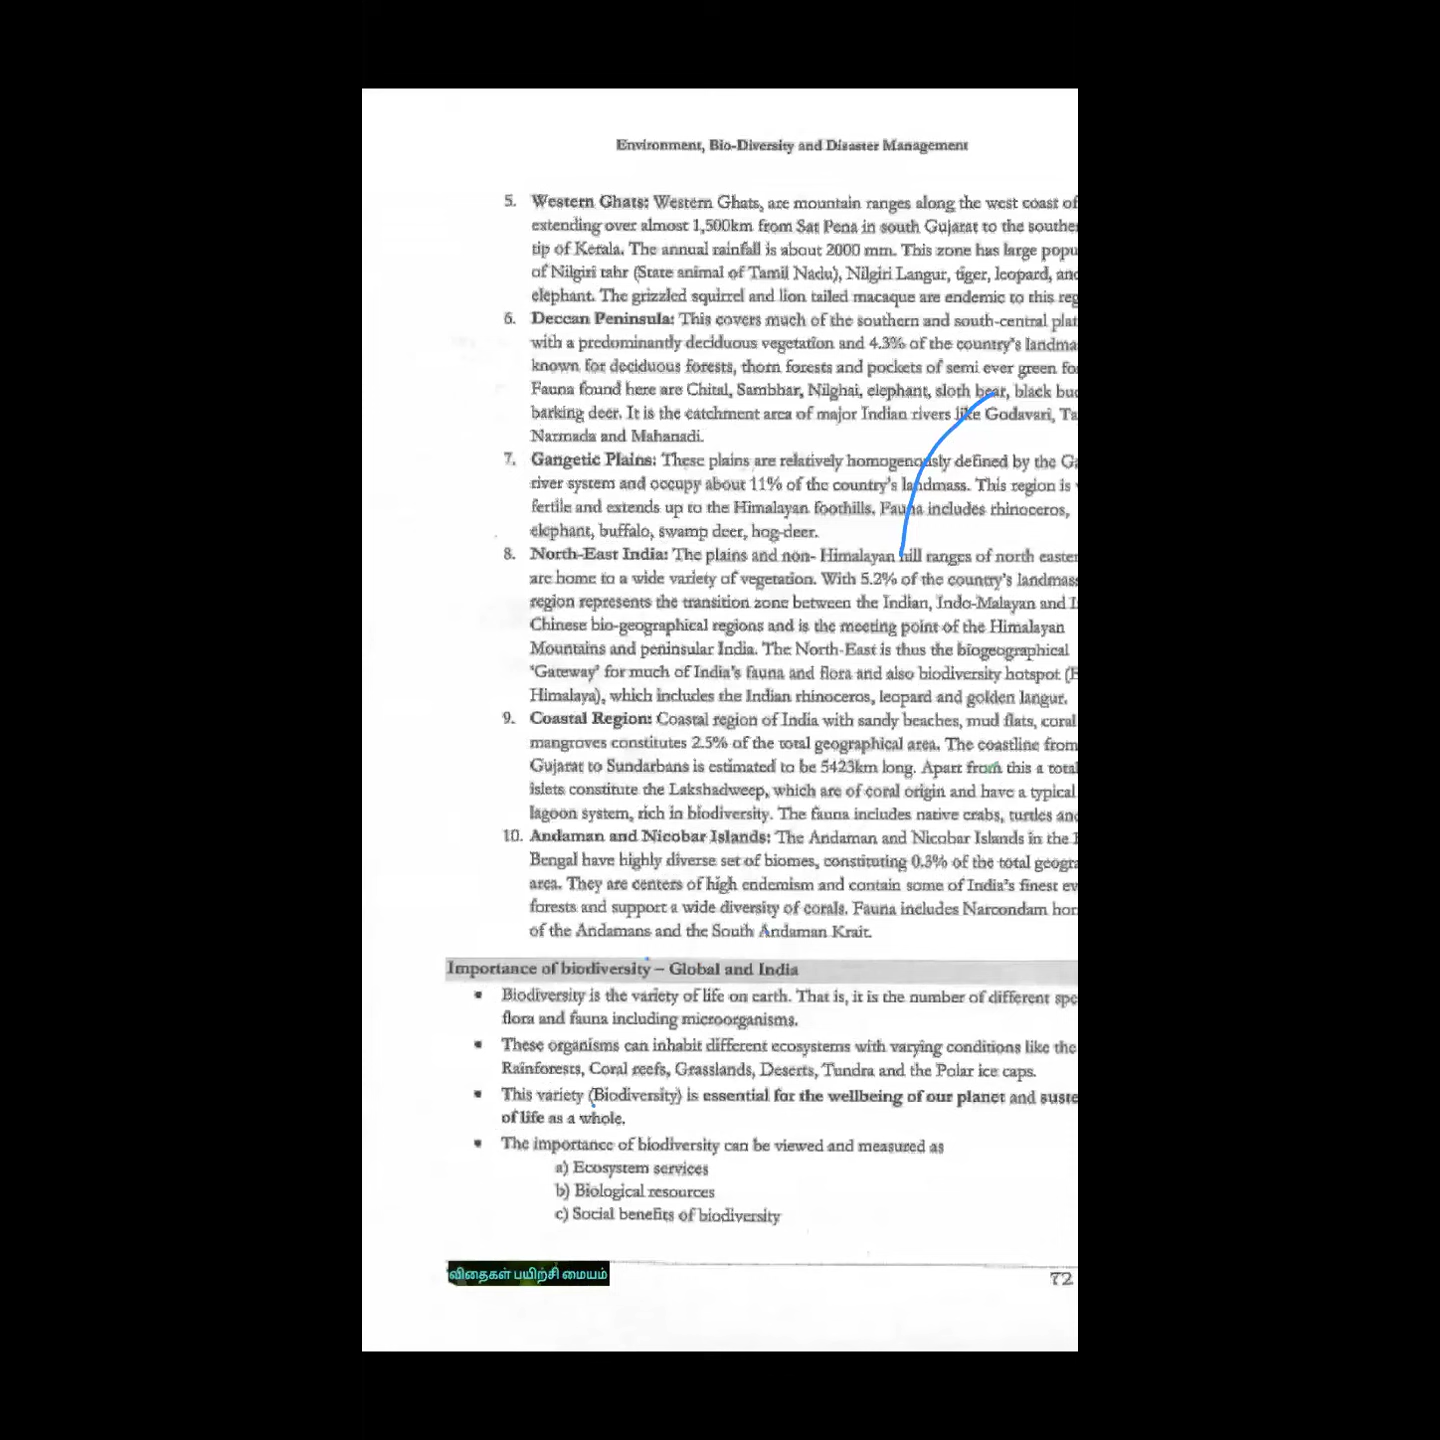 Environment, Bio-Diversity and Disaster Management
5. Western Ghats: Western Ghats, are mountain ranges along the west coast of
extending over almost 1,500km from Sat Pena in south Gujarat to the southe
tip of Kerala. The annual rainfall is about 2000 mm. This zone has large popu
of Nilgiri tahr (State animal of Tamil Nadu), Nilgiri Langur, tiger, leopard, and
elephant. The grizzled squirrel and lion tailed macaque are endemic to this reg
6. Deccan Peninsula: This covers much of the southern and south-central plat
with a predominantly deciduous vegetation and 4.3% of the country's landma
known for deciduous forests, thorn forests and pockets of semi ever green fo
Fauna found here are Chital, Sambhar, Nilghai, elephant, sloth bear, black buc
barking deer. It is the catchment area of major Indian rivers like Godavari, Ta
Narmada and Mahanadi.
7. Gangetic Plains: These plains are relatively homogenously defined by the Ga
river system and occupy about 11% of the country's landmass. This region is
fertile and extends up to the Himalayan foothills. Fauna includes rhinoceros,
elephant, buffalo, swamp deer, hog-deer.
8. North-East India: The plains and non- Himalayan hill ranges of north easter
are home to a wide variety of vegetation. With 5.2% of the country's landmass
region represents the transition zone between the Indian, Indo-Malayan and I
Chinese bio-geographical regions and is the meeting point of the Himalayan
Mountains and peninsular India. The North-East is thus the biogeographical
'Gateway' for much of India's fauna and flora and also biodiversity hotspot (E
Himalaya), which includes the Indian rhinoceros, leopard and golden langur.
9. Coastal Region: Coastal region of India with sandy beaches, mud flats, coral
mangroves constitutes 2.5% of the total geographical area. The coastline from
Gujarat to Sundarbans is estimated to be 5423km long. Apart from this a total
islets constitute the Lakshadweep, which are of coral origin and have a typical
lagoon system, rich in biodiversity. The fauna includes native crabs, turtles and
10. Andaman and Nicobar Islands: The Andaman and Nicobar Islands in the B
Bengal have highly diverse set of biomes, constituting 0.3% of the total geogra
area. They are centers of high endemism and contain some of India's finest ev
forests and support a wide diversity of corals. Fauna includes Narcondam hor
of the Andamans and the South Andaman Krait.
Importance of biodiversity – Global and India
▪ Biodiversity is the variety of life on earth. That is, it is the number of different spe
flora and fauna including microorganisms.
▪ These organisms can inhabit different ecosystems with varying conditions like the
Rainforests, Coral reefs, Grasslands, Deserts, Tundra and the Polar ice caps.
▪ This variety (Biodiversity) is essential for the wellbeing of our planet and suste
of life as a whole.
▪ The importance of biodiversity can be viewed and measured as
a) Ecosystem services
b) Biological resources
c) Social benefits of biodiversity
விதைகள் பயிற்சி மையம்
72